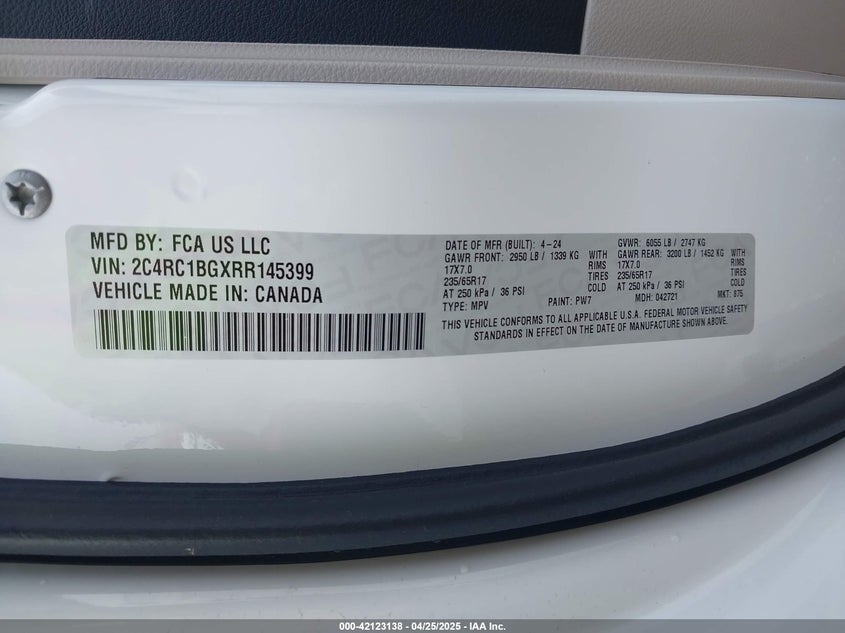 MFD BY: FCA US LLC
VIN: 2C4RC1BGXRR145399
VEHICLE MADE IN: CANADA
DATE OF MFR (BUILT): 4-24
GAWR FRONT: 2950 LB / 1339 KG WITH
17X7.0 RIMS
235/65R17 TIRES
AT 250 kPa / 36 PSI COLD
TYPE: MPV PAINT: PW7
GVWR: 6055 LB / 2747 KG
GAWR REAR: 3200 LB / 1452 KG WITH
17X7.0 RIMS
235/65R17 TIRES
AT 250 kPa / 36 PSI COLD
MDH: 042721 MKT: 875
THIS VEHICLE CONFORMS TO ALL APPLICABLE U.S.A. FEDERAL MOTOR VEHICLE SAFETY
STANDARDS IN EFFECT ON THE DATE OF MANUFACTURE SHOWN ABOVE.
000-42123138 - 04/25/2025 - IAA Inc.